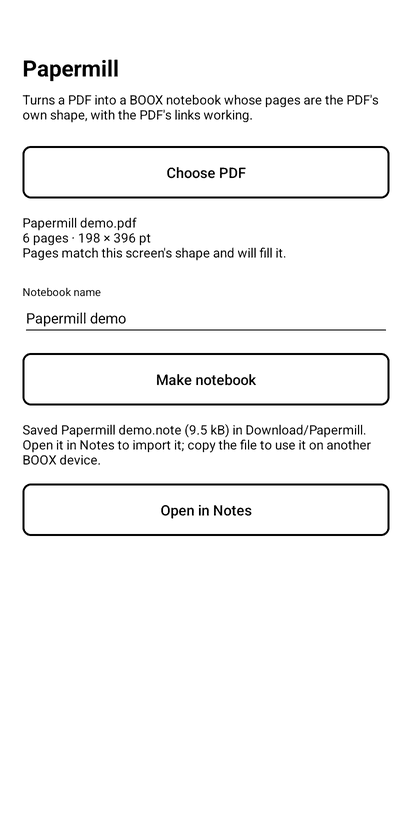 Papermill
Turns a PDF into a BOOX notebook whose pages are the PDF's
own shape, with the PDF's links working.
Choose PDF
Papermill demo.pdf
6 pages · 198 × 396 pt
Pages match this screen's shape and will fill it.
Notebook name
Papermill demo
Make notebook
Saved Papermill demo.note (9.5 kB) in Download/Papermill.
Open it in Notes to import it; copy the file to use it on another
BOOX device.
Open in Notes